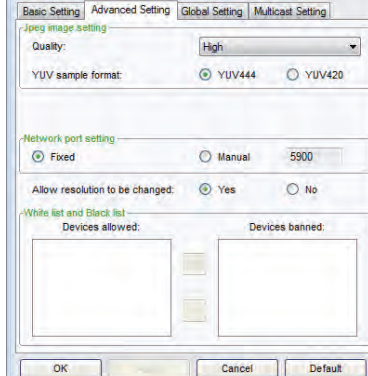 Basic Setting Advanced Setting Global Setting Multicast Setting
Jpeg image setting
Quality: High
YUV sample format: YUV444 YUV420
Network port setting
Fixed Manual 5900
Allow resolution to be changed: Yes No
White list and Black list
Devices allowed: Devices banned:
OK Cancel Default